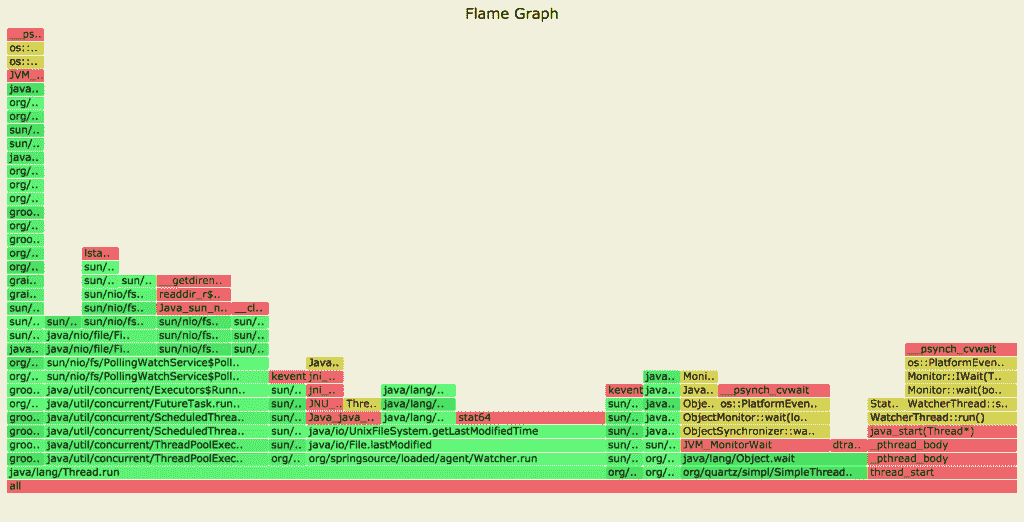 Flame Graph
__ps..
os::..
os::..
JVM_..
java..
org/..
org/..
sun/..
sun/..
java..
org/..
org/..
org/..
groo..
org/..
groo..
org/.. lsta..
org/.. sun/..
grai.. sun/.. sun/.. __getdiren..
grai.. sun/nio/fs.. readdir_r$..
sun/.. sun/nio/fs.. Java_sun_n.. __cl..
sun/.. sun/.. sun/nio/fs.. sun/nio/fs.. sun/..
sun/.. java/nio/file/Fi.. sun/nio/fs.. sun/..
java.. java/nio/file/Fi.. sun/nio/fs.. sun/.. __psynch_cvwait
org/.. sun/nio/fs/PollingWatchService$Poll.. Java.. os::PlatformEven..
org/.. sun/nio/fs/PollingWatchService$Poll.. kevent jni_.. java.. Moni.. Monitor::IWait(T..
groo.. java/util/concurrent/Executors$Runn.. sun/.. jni_.. java/lang/.. kevent java.. Java.. __psynch_cvwait Monitor::wait(bo..
org/.. java/util/concurrent/FutureTask.run.. sun/.. JNU_.. Thre.. java/lang/.. sun/.. java.. Obje.. os::PlatformEven.. Stat.. WatcherThread::s..
groo.. java/util/concurrent/ScheduledThrea.. sun/.. Java_java_.. java/lang/.. stat64 sun/.. java.. ObjectMonitor::wait(lo.. WatcherThread::run()
groo.. java/util/concurrent/ScheduledThrea.. sun/.. java/io/UnixFileSystem.getLastModifiedTime sun/.. java.. ObjectSynchronizer::wa.. java_start(Thread*)
groo.. java/util/concurrent/ThreadPoolExec.. sun/.. java/io/File.lastModified sun/.. sun/.. JVM_MonitorWait dtra.. _pthread_body
groo.. java/util/concurrent/ThreadPoolExec.. org/.. org/springsource/loaded/agent/Watcher.run sun/.. org/.. java/lang/Object.wait _pthread_body
java/lang/Thread.run org/.. org/.. org/quartz/simpl/SimpleThread.. thread_start
all